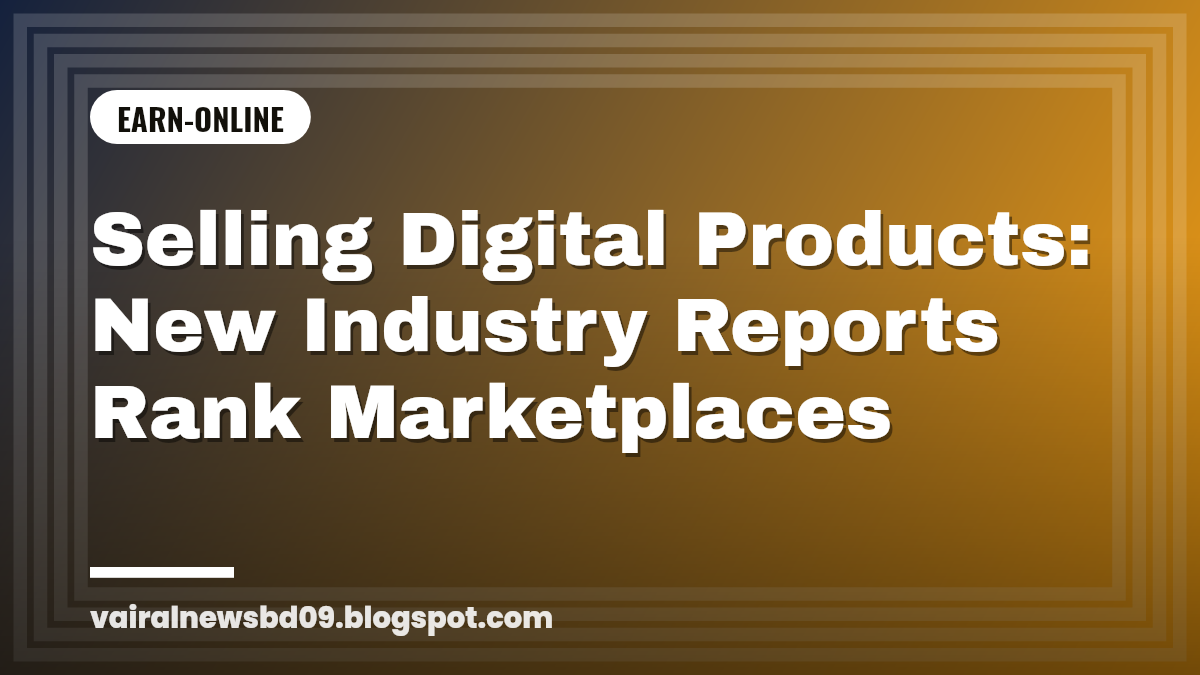 EARN-ONLINE
Selling Digital Products:
New Industry Reports
Rank Marketplaces
vairalnewsbd09.blogspot.com